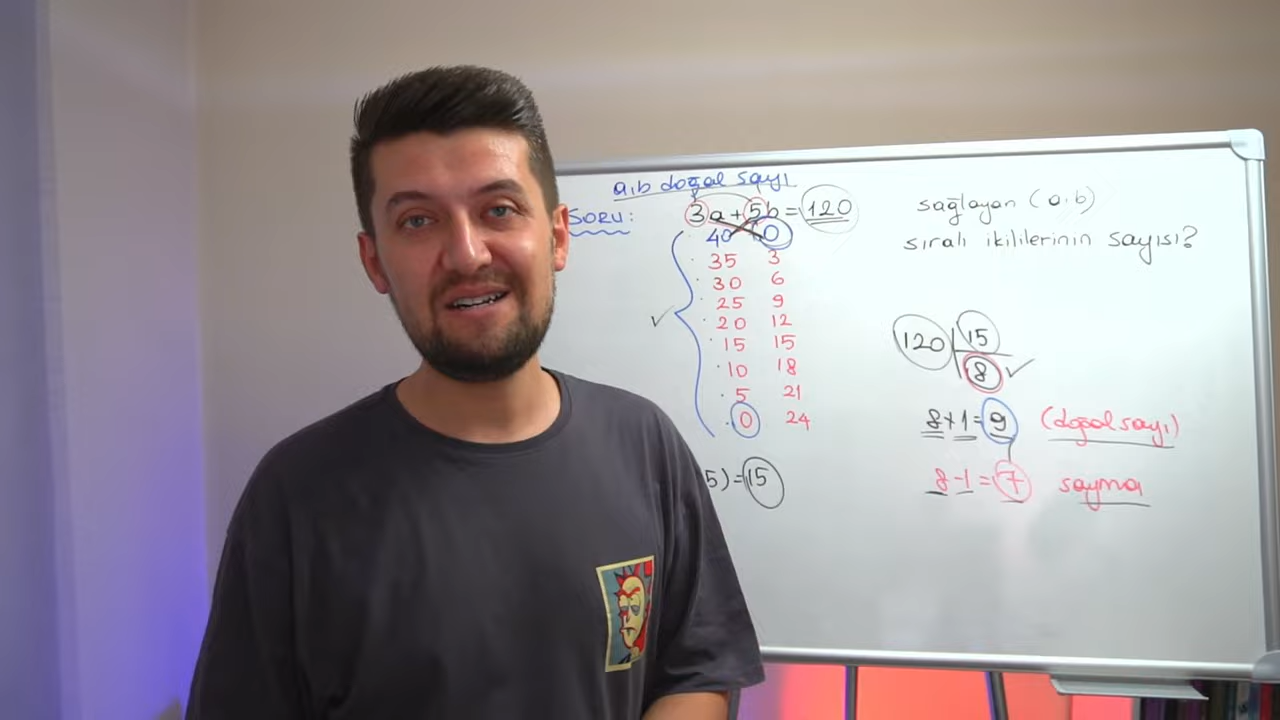 a,b doğal sayı
SORU: 3a+5b=120
sağlayan (a,b)
sıralı ikililerinin sayısı?
40 0
35 3
30 6
25 9
20 12
15 15
10 18
5 21
0 24
5)=15
120 15
8
8+1=9 (doğal sayı)
8-1=7 sayma